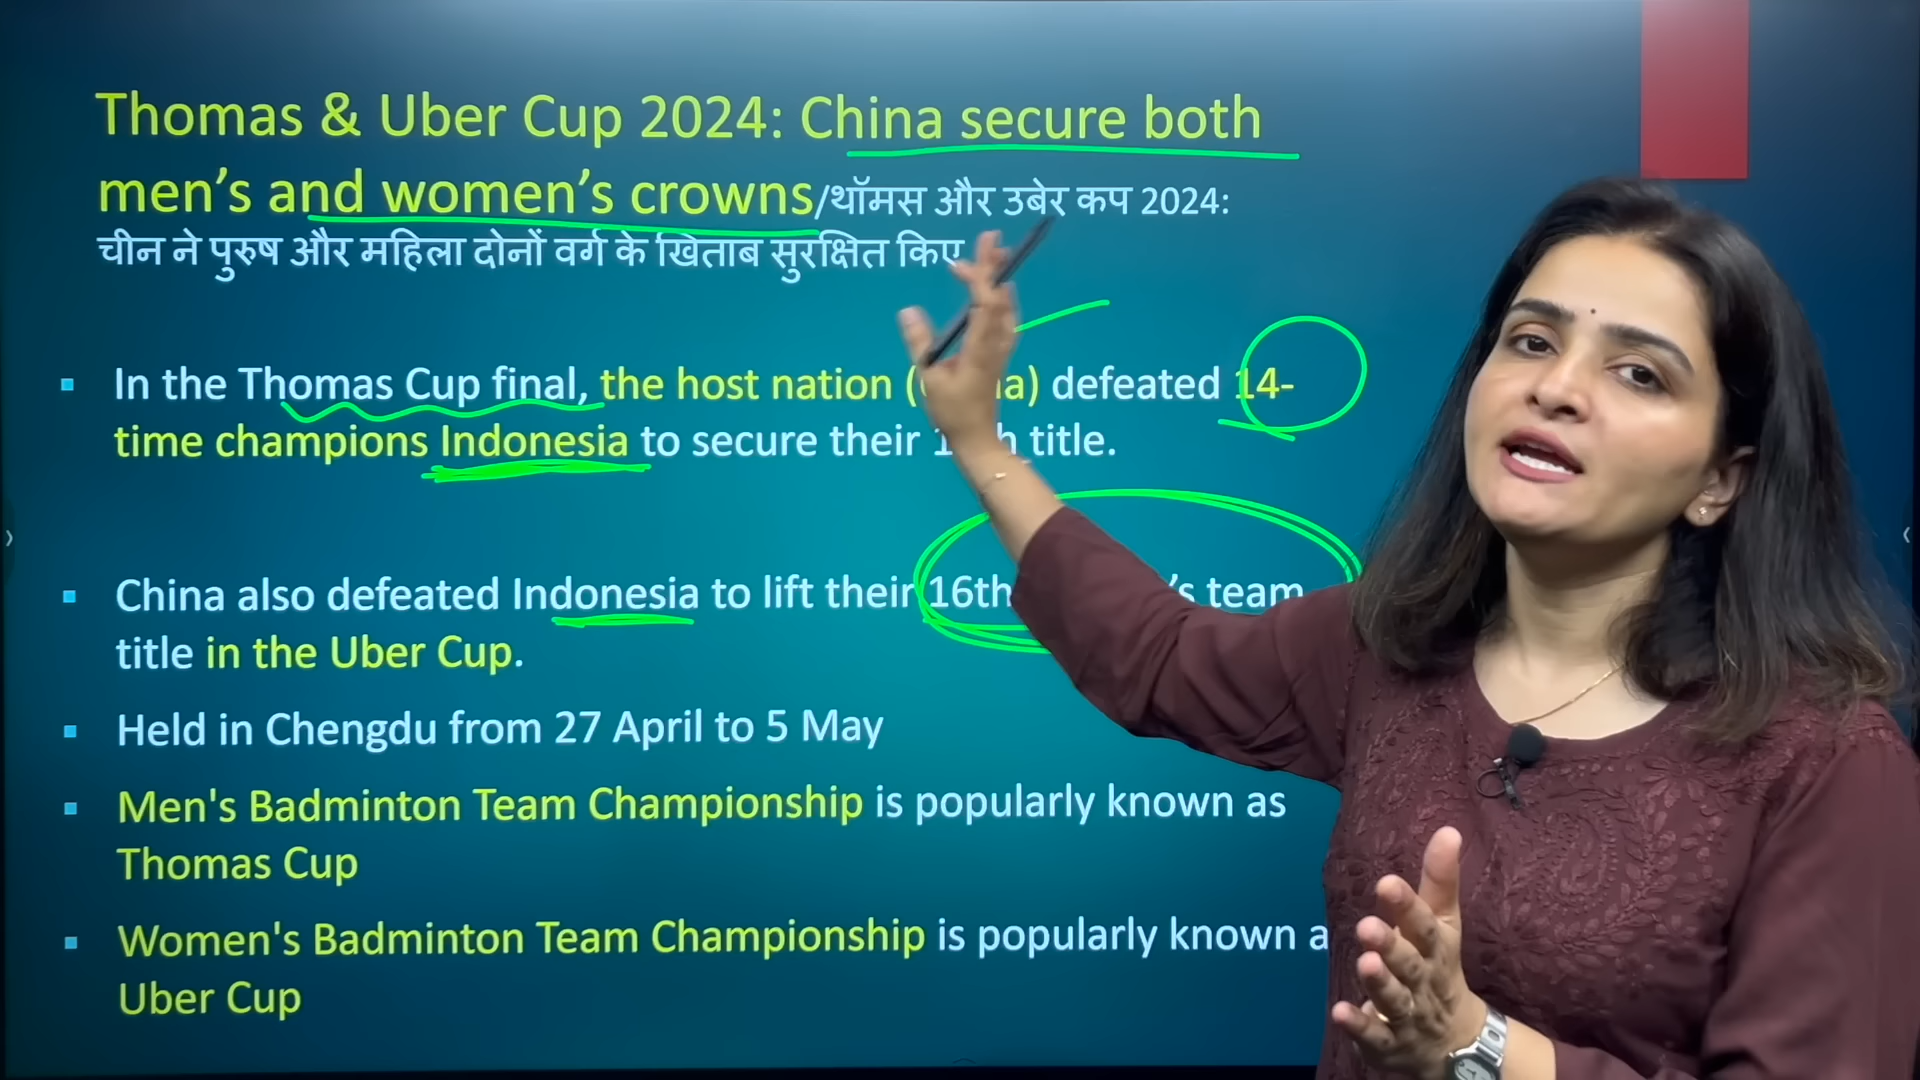 Thomas & Uber Cup 2024: China secure both
men’s and women’s crowns/थॉमस और उबेर कप 2024:
चीन ने पुरुष और महिला दोनों वर्ग के खिताब सुरक्षित किए
In the Thomas Cup final, the host nation defeated 14-
time champions Indonesia to secure their title.
China also defeated Indonesia to lift their 16th team
title in the Uber Cup.
Held in Chengdu from 27 April to 5 May
Men's Badminton Team Championship is popularly known as
Thomas Cup
Women's Badminton Team Championship is popularly known
Uber Cup